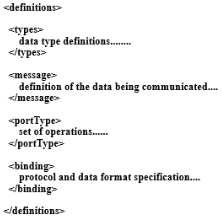 <definitions>
<types>
data type definitions........
</types>
<message>
definition of the data being communicated....
</message>
<portType>
set of operations......
</portType>
<binding>
protocol and data format specification....
</binding>
</definitions>